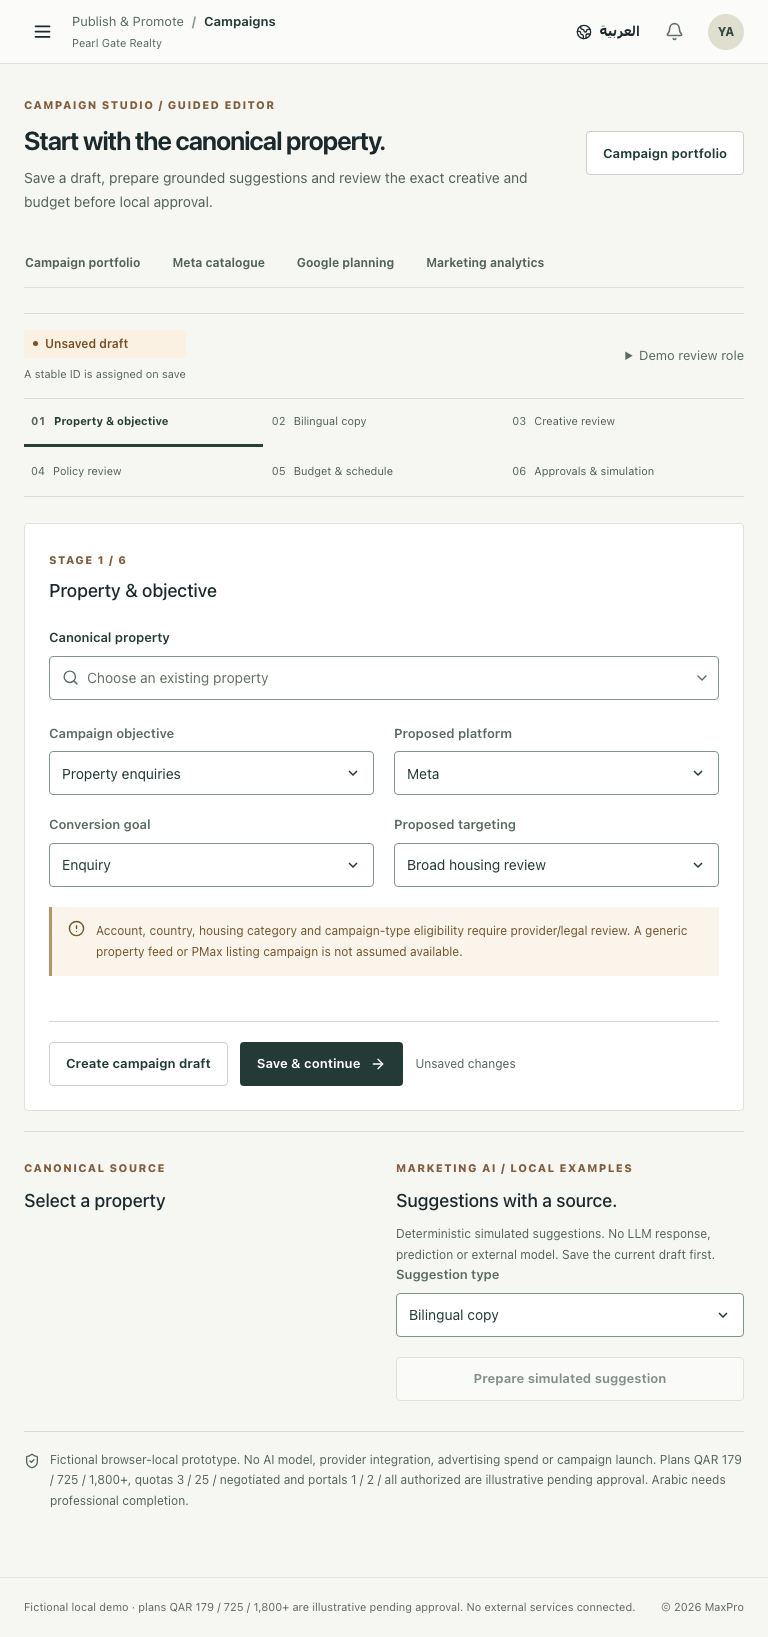 Publish & Promote / Campaigns
Pearl Gate Realty
العربية
YA
CAMPAIGN STUDIO / GUIDED EDITOR
Start with the canonical property.
Save a draft, prepare grounded suggestions and review the exact creative and
budget before local approval.
Campaign portfolio
Campaign portfolio
Meta catalogue
Google planning
Marketing analytics
Unsaved draft
A stable ID is assigned on save
Demo review role
01 Property & objective
02 Bilingual copy
03 Creative review
04 Policy review
05 Budget & schedule
06 Approvals & simulation
STAGE 1 / 6
Property & objective
Canonical property
Choose an existing property
Campaign objective
Property enquiries
Proposed platform
Meta
Conversion goal
Enquiry
Proposed targeting
Broad housing review
Account, country, housing category and campaign-type eligibility require provider/legal review. A generic
property feed or PMax listing campaign is not assumed available.
Create campaign draft
Save & continue
Unsaved changes
CANONICAL SOURCE
Select a property
MARKETING AI / LOCAL EXAMPLES
Suggestions with a source.
Deterministic simulated suggestions. No LLM response,
prediction or external model. Save the current draft first.
Suggestion type
Bilingual copy
Prepare simulated suggestion
Fictional browser-local prototype. No AI model, provider integration, advertising spend or campaign launch. Plans QAR 179
/ 725 / 1,800+, quotas 3 / 25 / negotiated and portals 1 / 2 / all authorized are illustrative pending approval. Arabic needs
professional completion.
Fictional local demo · plans QAR 179 / 725 / 1,800+ are illustrative pending approval. No external services connected.
© 2026 MaxPro